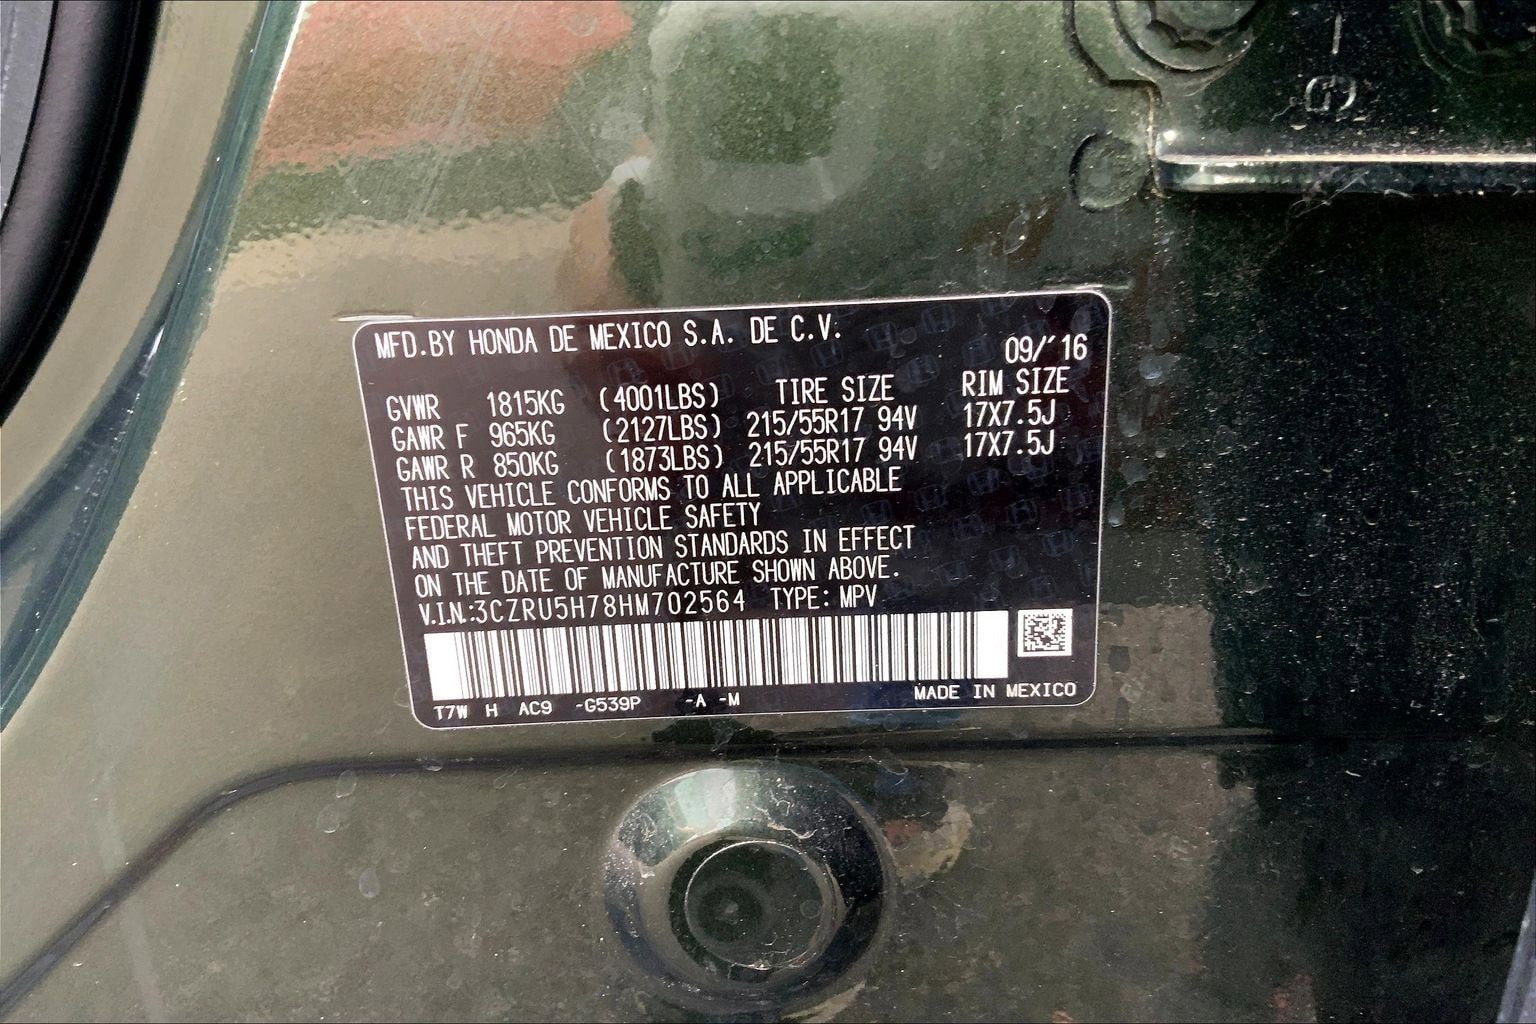 G2
MFD.BY HONDA DE MEXICO S.A. DE C.V.
09/'16
GVWR 1815KG (4001LBS) TIRE SIZE RIM SIZE
GAWR F 965KG (2127LBS) 215/55R17 94V 17X7.5J
GAWR R 850KG (1873LBS) 215/55R17 94V 17X7.5J
THIS VEHICLE CONFORMS TO ALL APPLICABLE
FEDERAL MOTOR VEHICLE SAFETY
AND THEFT PREVENTION STANDARDS IN EFFECT
ON THE DATE OF MANUFACTURE SHOWN ABOVE.
V.I.N.:3CZRU5H78HM702564 TYPE: MPV
T7W H AC9 -G539P -A -M MADE IN MEXICO